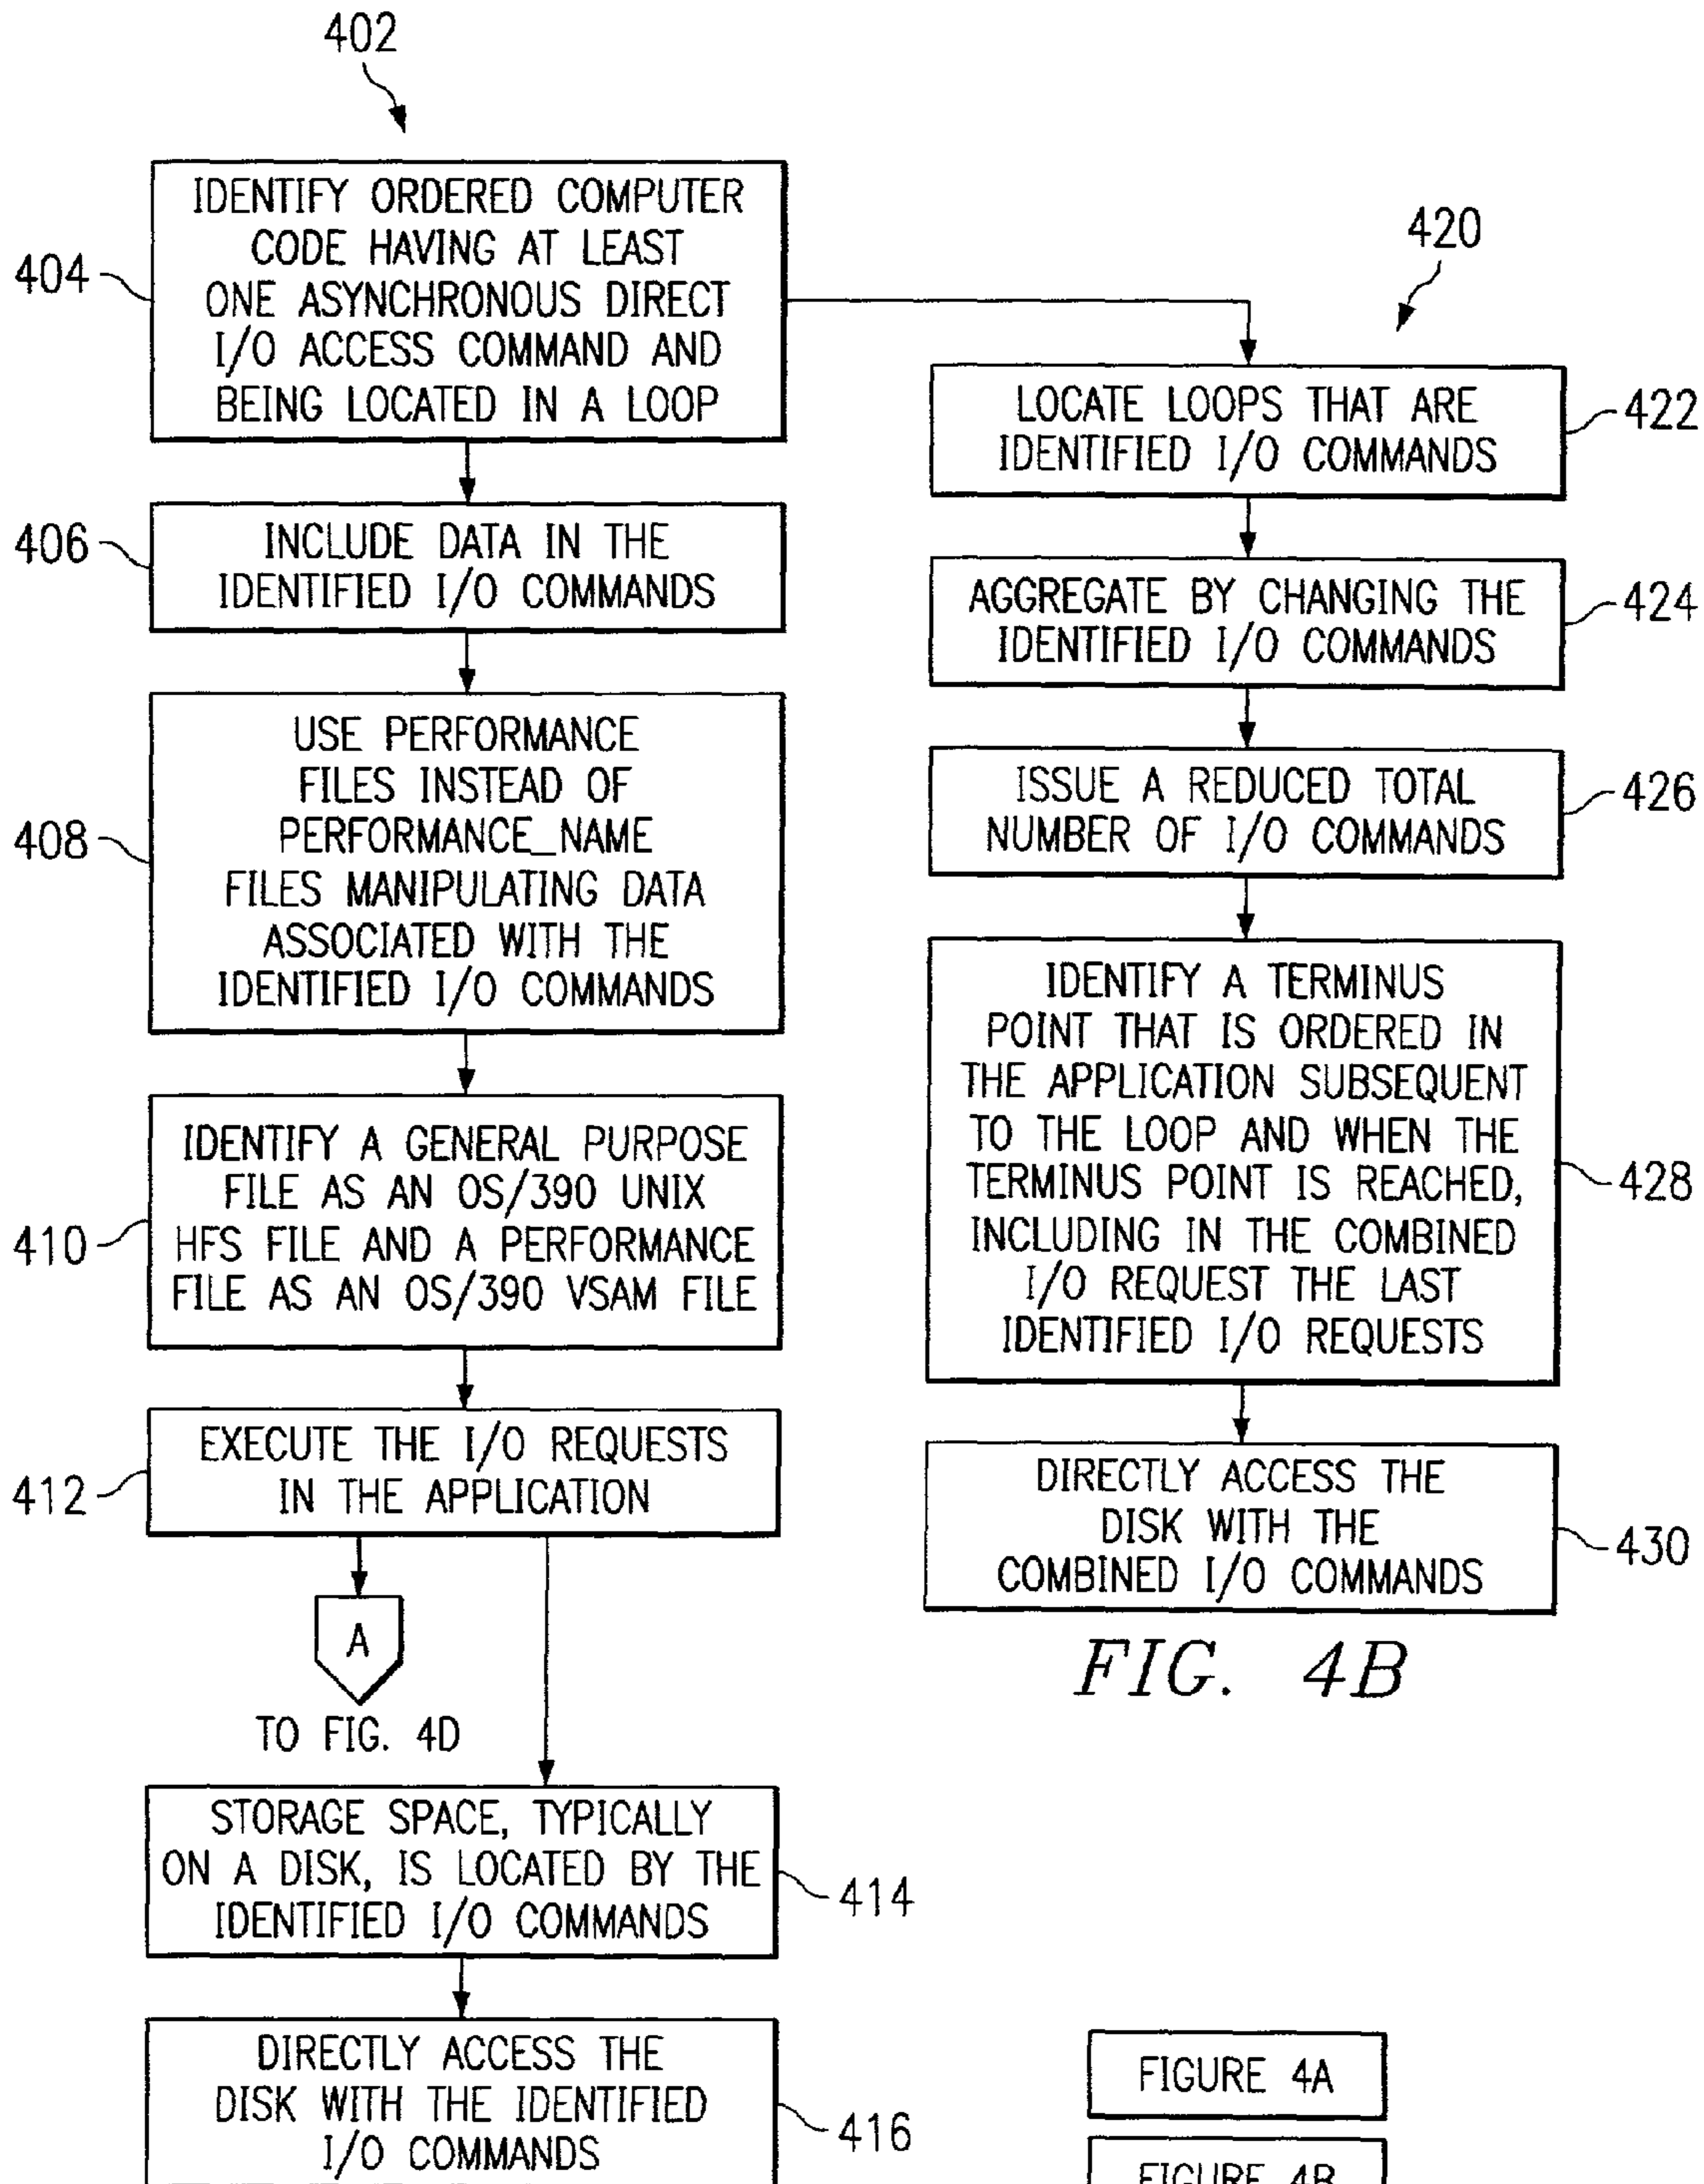 402
404
IDENTIFY ORDERED COMPUTER
CODE HAVING AT LEAST
ONE ASYNCHRONOUS DIRECT
I/O ACCESS COMMAND AND
BEING LOCATED IN A LOOP
406
INCLUDE DATA IN THE
IDENTIFIED I/O COMMANDS
408
USE PERFORMANCE
FILES INSTEAD OF
PERFORMANCE_NAME
FILES MANIPULATING DATA
ASSOCIATED WITH THE
IDENTIFIED I/O COMMANDS
410
IDENTIFY A GENERAL PURPOSE
FILE AS AN OS/390 UNIX
HFS FILE AND A PERFORMANCE
FILE AS AN OS/390 VSAM FILE
412
EXECUTE THE I/O REQUESTS
IN THE APPLICATION
A
TO FIG. 4D
STORAGE SPACE, TYPICALLY
ON A DISK, IS LOCATED BY THE
IDENTIFIED I/O COMMANDS
414
DIRECTLY ACCESS THE
DISK WITH THE IDENTIFIED
I/O COMMANDS
416
420
LOCATE LOOPS THAT ARE
IDENTIFIED I/O COMMANDS
422
AGGREGATE BY CHANGING THE
IDENTIFIED I/O COMMANDS
424
ISSUE A REDUCED TOTAL
NUMBER OF I/O COMMANDS
426
IDENTIFY A TERMINUS
POINT THAT IS ORDERED IN
THE APPLICATION SUBSEQUENT
TO THE LOOP AND WHEN THE
TERMINUS POINT IS REACHED,
INCLUDING IN THE COMBINED
I/O REQUEST THE LAST
IDENTIFIED I/O REQUESTS
428
DIRECTLY ACCESS THE
DISK WITH THE
COMBINED I/O COMMANDS
430
FIG. 4B
FIGURE 4A
FIGURE 4B